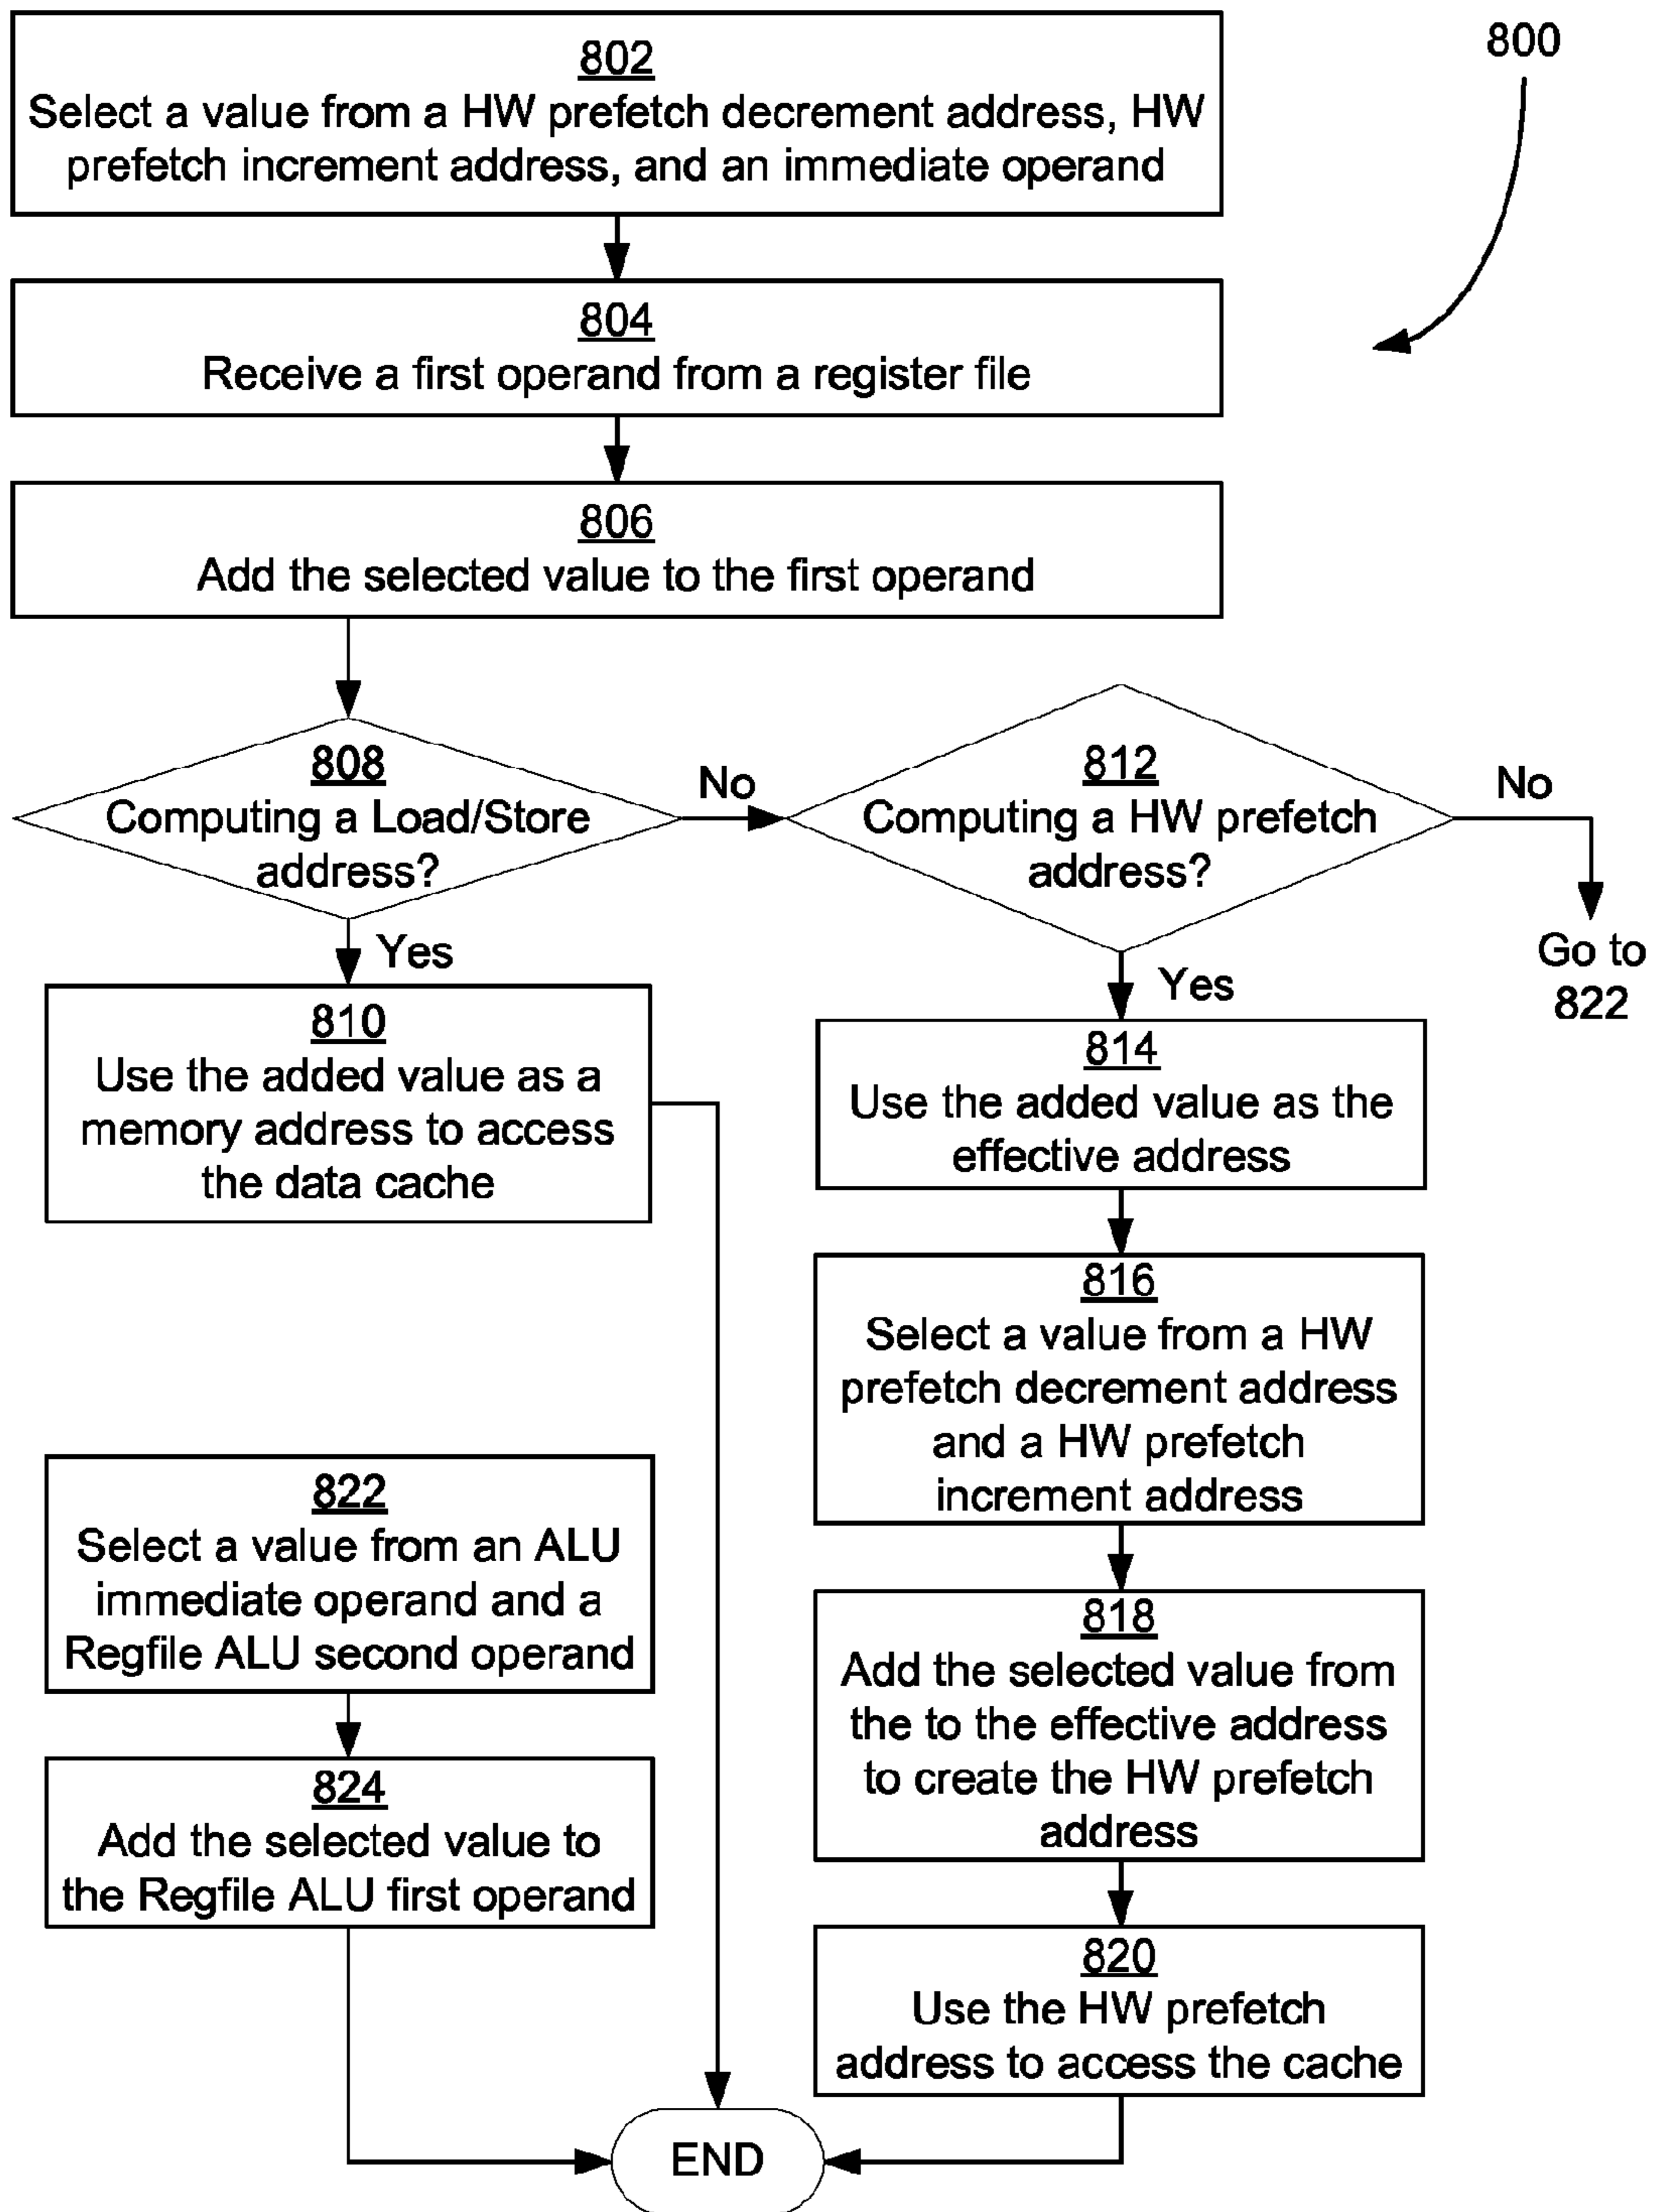 800
802
Select a value from a HW prefetch decrement address, HW
prefetch increment address, and an immediate operand
804
Receive a first operand from a register file
806
Add the selected value to the first operand
808
Computing a Load/Store
address?
No
812
Computing a HW prefetch
address?
No
Go to
822
Yes
810
Use the added value as a
memory address to access
the data cache
Yes
814
Use the added value as the
effective address
816
Select a value from a HW
prefetch decrement address
and a HW prefetch
increment address
818
Add the selected value from
the to the effective address
to create the HW prefetch
address
820
Use the HW prefetch
address to access the cache
822
Select a value from an ALU
immediate operand and a
Regfile ALU second operand
824
Add the selected value to
the Regfile ALU first operand
END